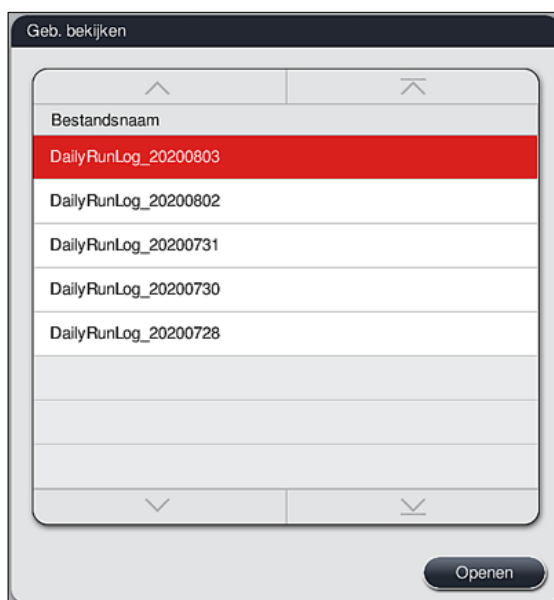 Geb. bekijken
Bestandsnaam
DailyRunLog_20200803
DailyRunLog_20200802
DailyRunLog_20200731
DailyRunLog_20200730
DailyRunLog_20200728
Openen